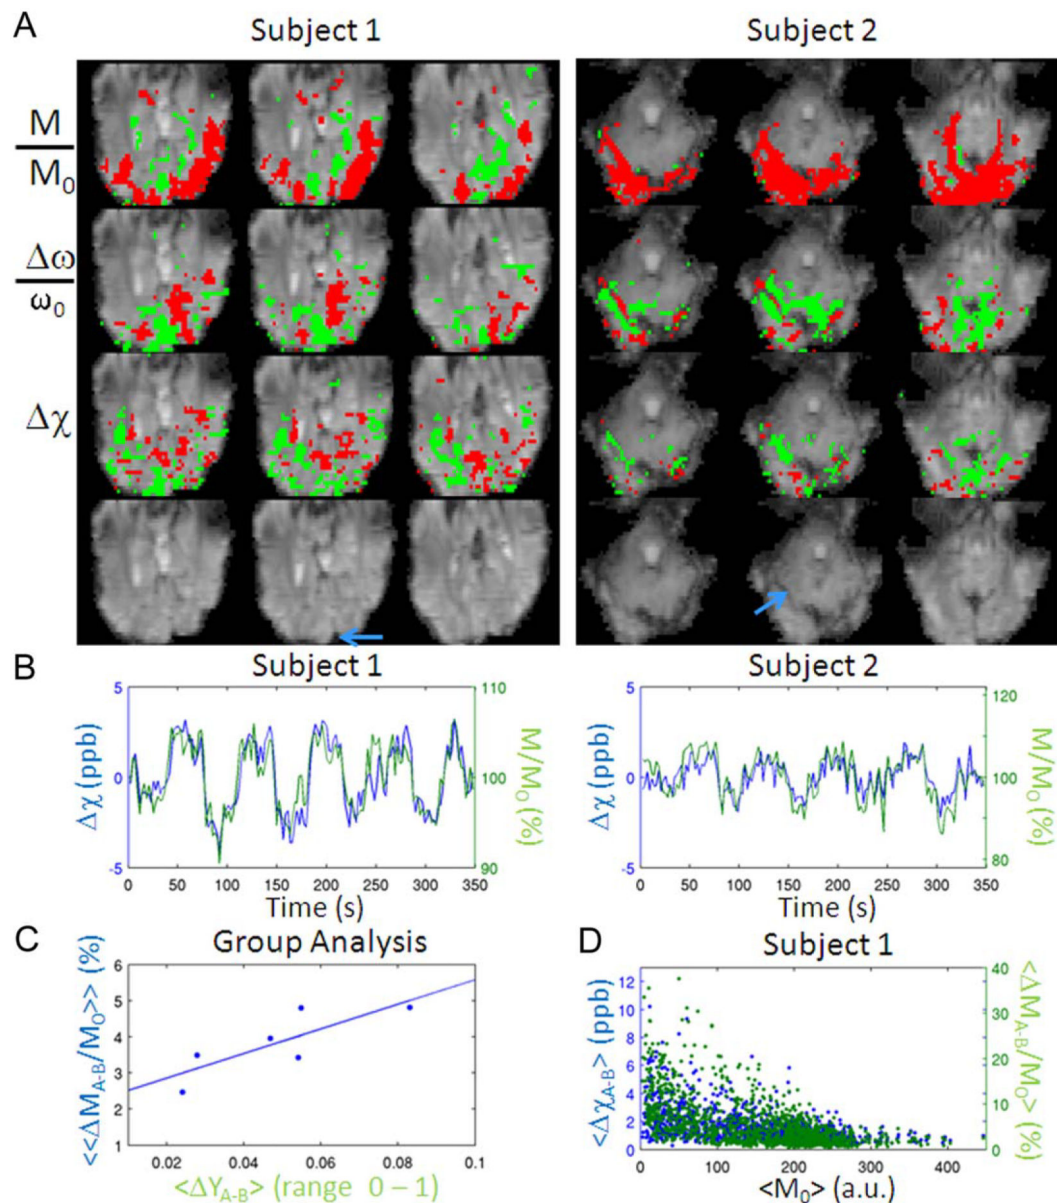 A
Subject 1
Subject 2
M
M0
Δω
ω0
Δχ
B
Subject 1
Subject 2
Δχ (ppb)
5
0
-5
110
100
90
M/MO (%)
0 50 100 150 200 250 300 350
Time (s)
Δχ (ppb)
5
0
-5
120
110
100
90
80
M/MO (%)
0 50 100 150 200 250 300 350
Time (s)
C
Group Analysis
<<ΔMA-B/MO>> (%)
6
5
4
3
2
1
0.02 0.04 0.06 0.08 0.1
<ΔYA-B> (range 0 – 1)
D
Subject 1
<ΔχA-B> (ppb)
12
10
8
6
4
2
0
40
30
20
10
0
<ΔMA-B/MO> (%)
0 100 200 300 400
<M0> (a.u.)